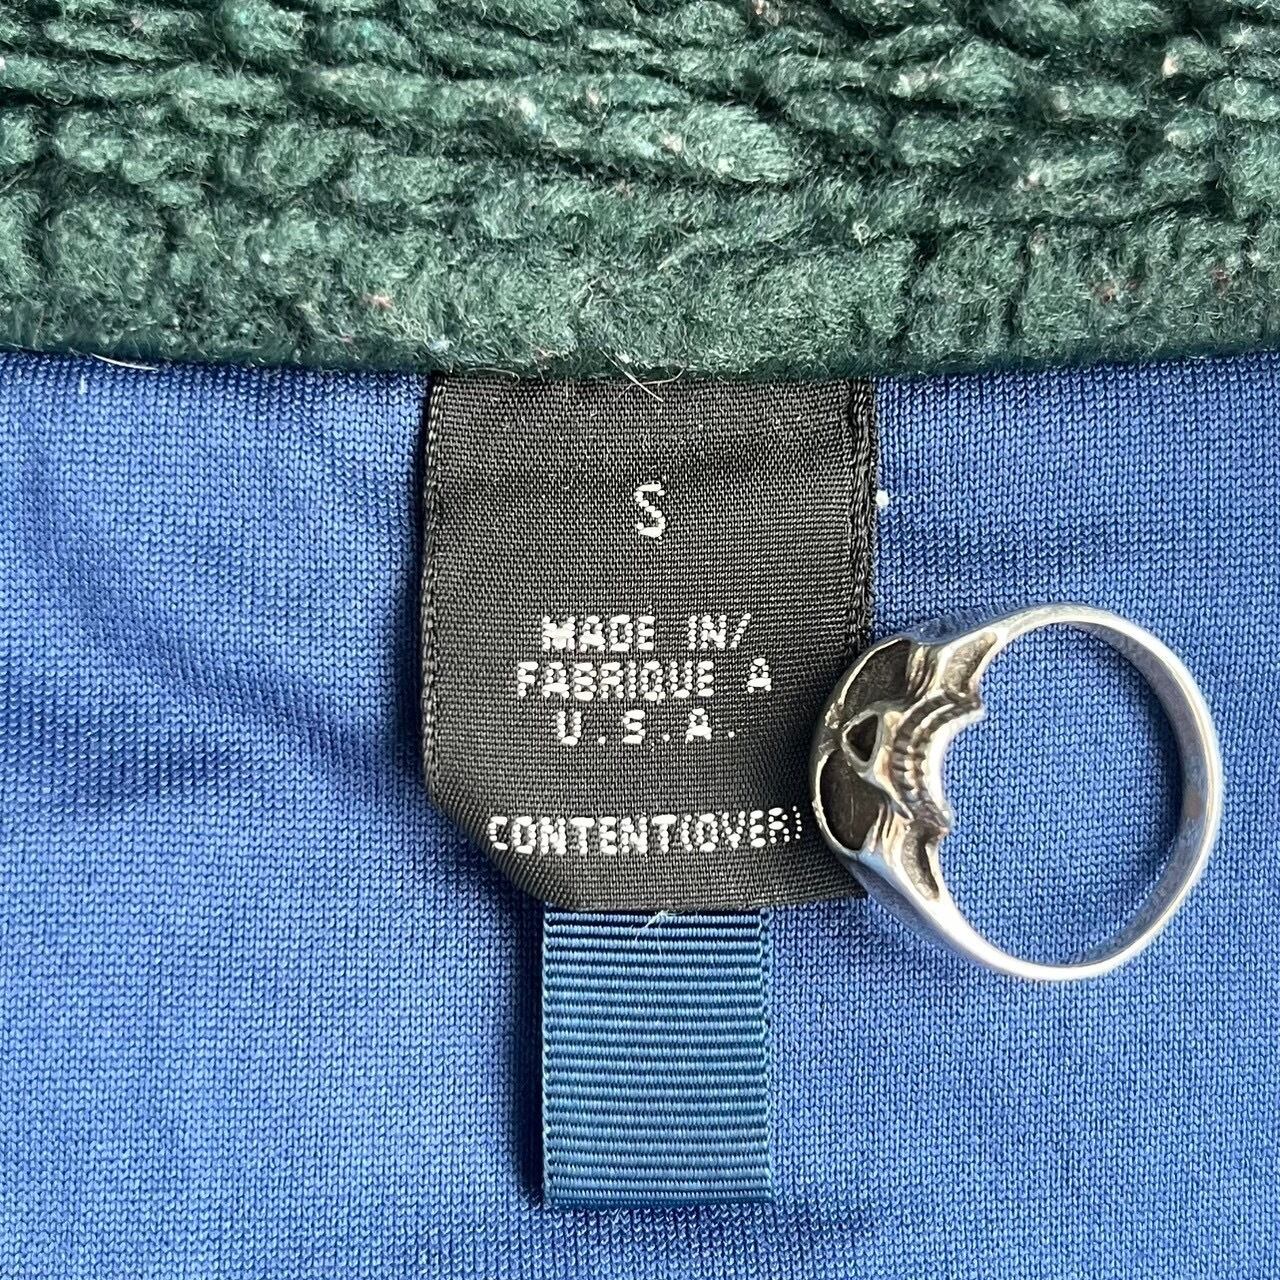 S
MADE IN/
FABRIQUE A
U.S.A.
CONTENT(OVER)